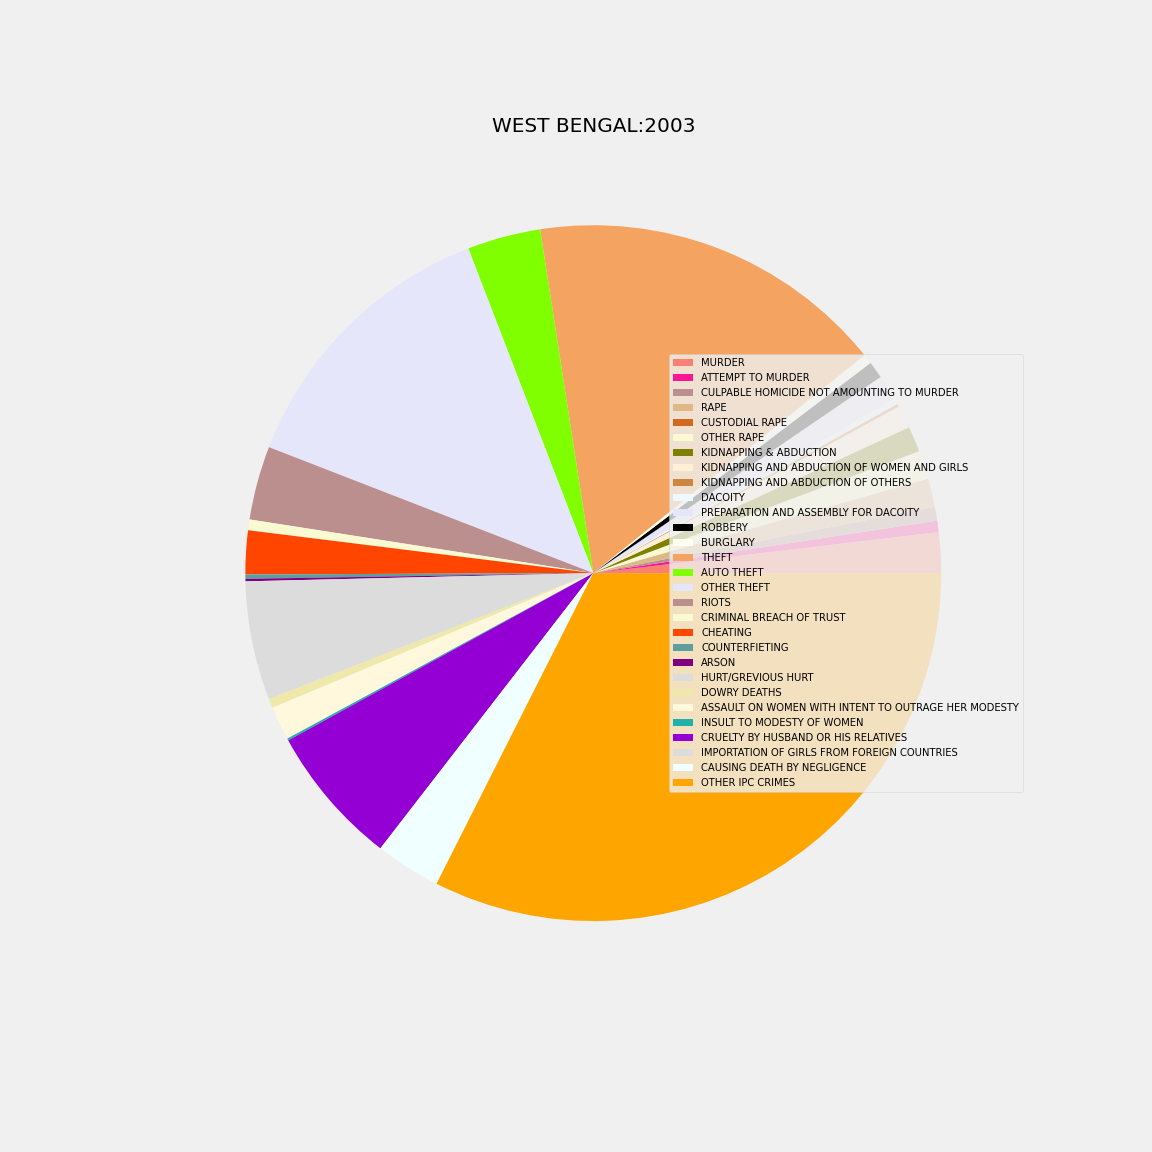 WEST BENGAL:2003
MURDER
ATTEMPT TO MURDER
CULPABLE HOMICIDE NOT AMOUNTING TO MURDER
RAPE
CUSTODIAL RAPE
OTHER RAPE
KIDNAPPING & ABDUCTION
KIDNAPPING AND ABDUCTION OF WOMEN AND GIRLS
KIDNAPPING AND ABDUCTION OF OTHERS
DACOITY
PREPARATION AND ASSEMBLY FOR DACOITY
ROBBERY
BURGLARY
THEFT
AUTO THEFT
OTHER THEFT
RIOTS
CRIMINAL BREACH OF TRUST
CHEATING
COUNTERFIETING
ARSON
HURT/GREVIOUS HURT
DOWRY DEATHS
ASSAULT ON WOMEN WITH INTENT TO OUTRAGE HER MODESTY
INSULT TO MODESTY OF WOMEN
CRUELTY BY HUSBAND OR HIS RELATIVES
IMPORTATION OF GIRLS FROM FOREIGN COUNTRIES
CAUSING DEATH BY NEGLIGENCE
OTHER IPC CRIMES